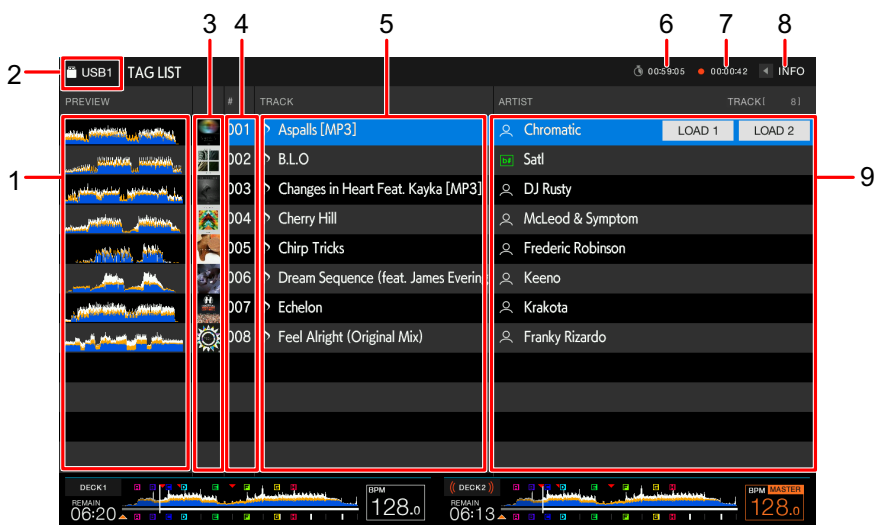 3 4 5 6 7 8
2 USB1 TAG LIST 00:59:05 00:00:42 INFO
PREVIEW # TRACK ARTIST TRACK[ 8]
001 Aspalls [MP3] Chromatic LOAD 1 LOAD 2
002 B.L.O b# Satl
1 003 Changes in Heart Feat. Kayka [MP3] DJ Rusty 9
004 Cherry Hill McLeod & Symptom
005 Chirp Tricks Frederic Robinson
006 Dream Sequence (feat. James Evering Keeno
007 Echelon Krakota
008 Feel Alright (Original Mix) Franky Rizardo
DECK1 BPM DECK2 BPM MASTER
REMAIN 128.0 REMAIN 128.0
06:20 06:13